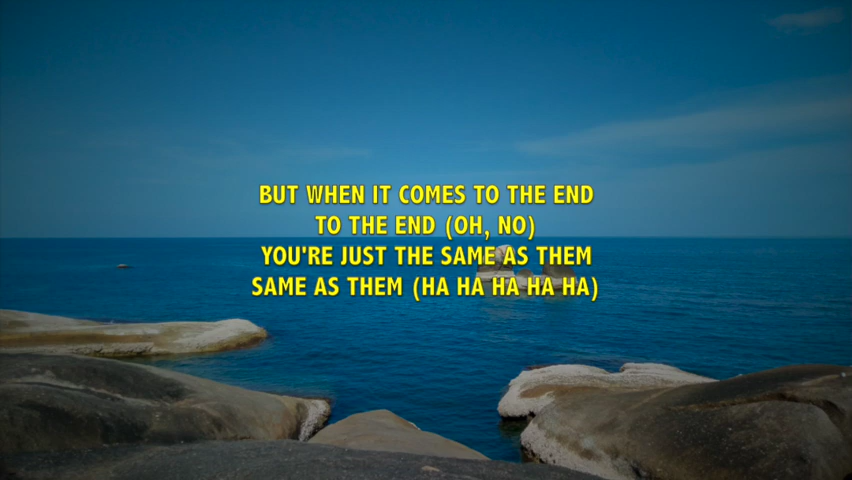 BUT WHEN IT COMES TO THE END
TO THE END (OH, NO)
YOU'RE JUST THE SAME AS THEM
SAME AS THEM (HA HA HA HA HA)